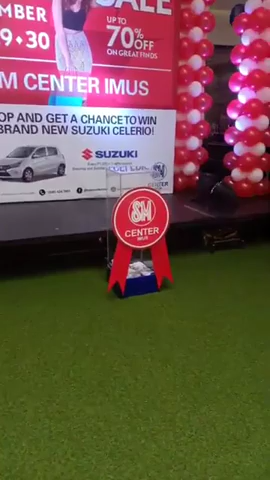 SALE
MBER
UP TO
9+30
70%
OFF
ON GREAT FINDS
M CENTER IMUS
OP AND GET A CHANCE TO WIN
BRAND NEW SUZUKI CELERIO!
SUZUKI
SM
CENTER
IMUS